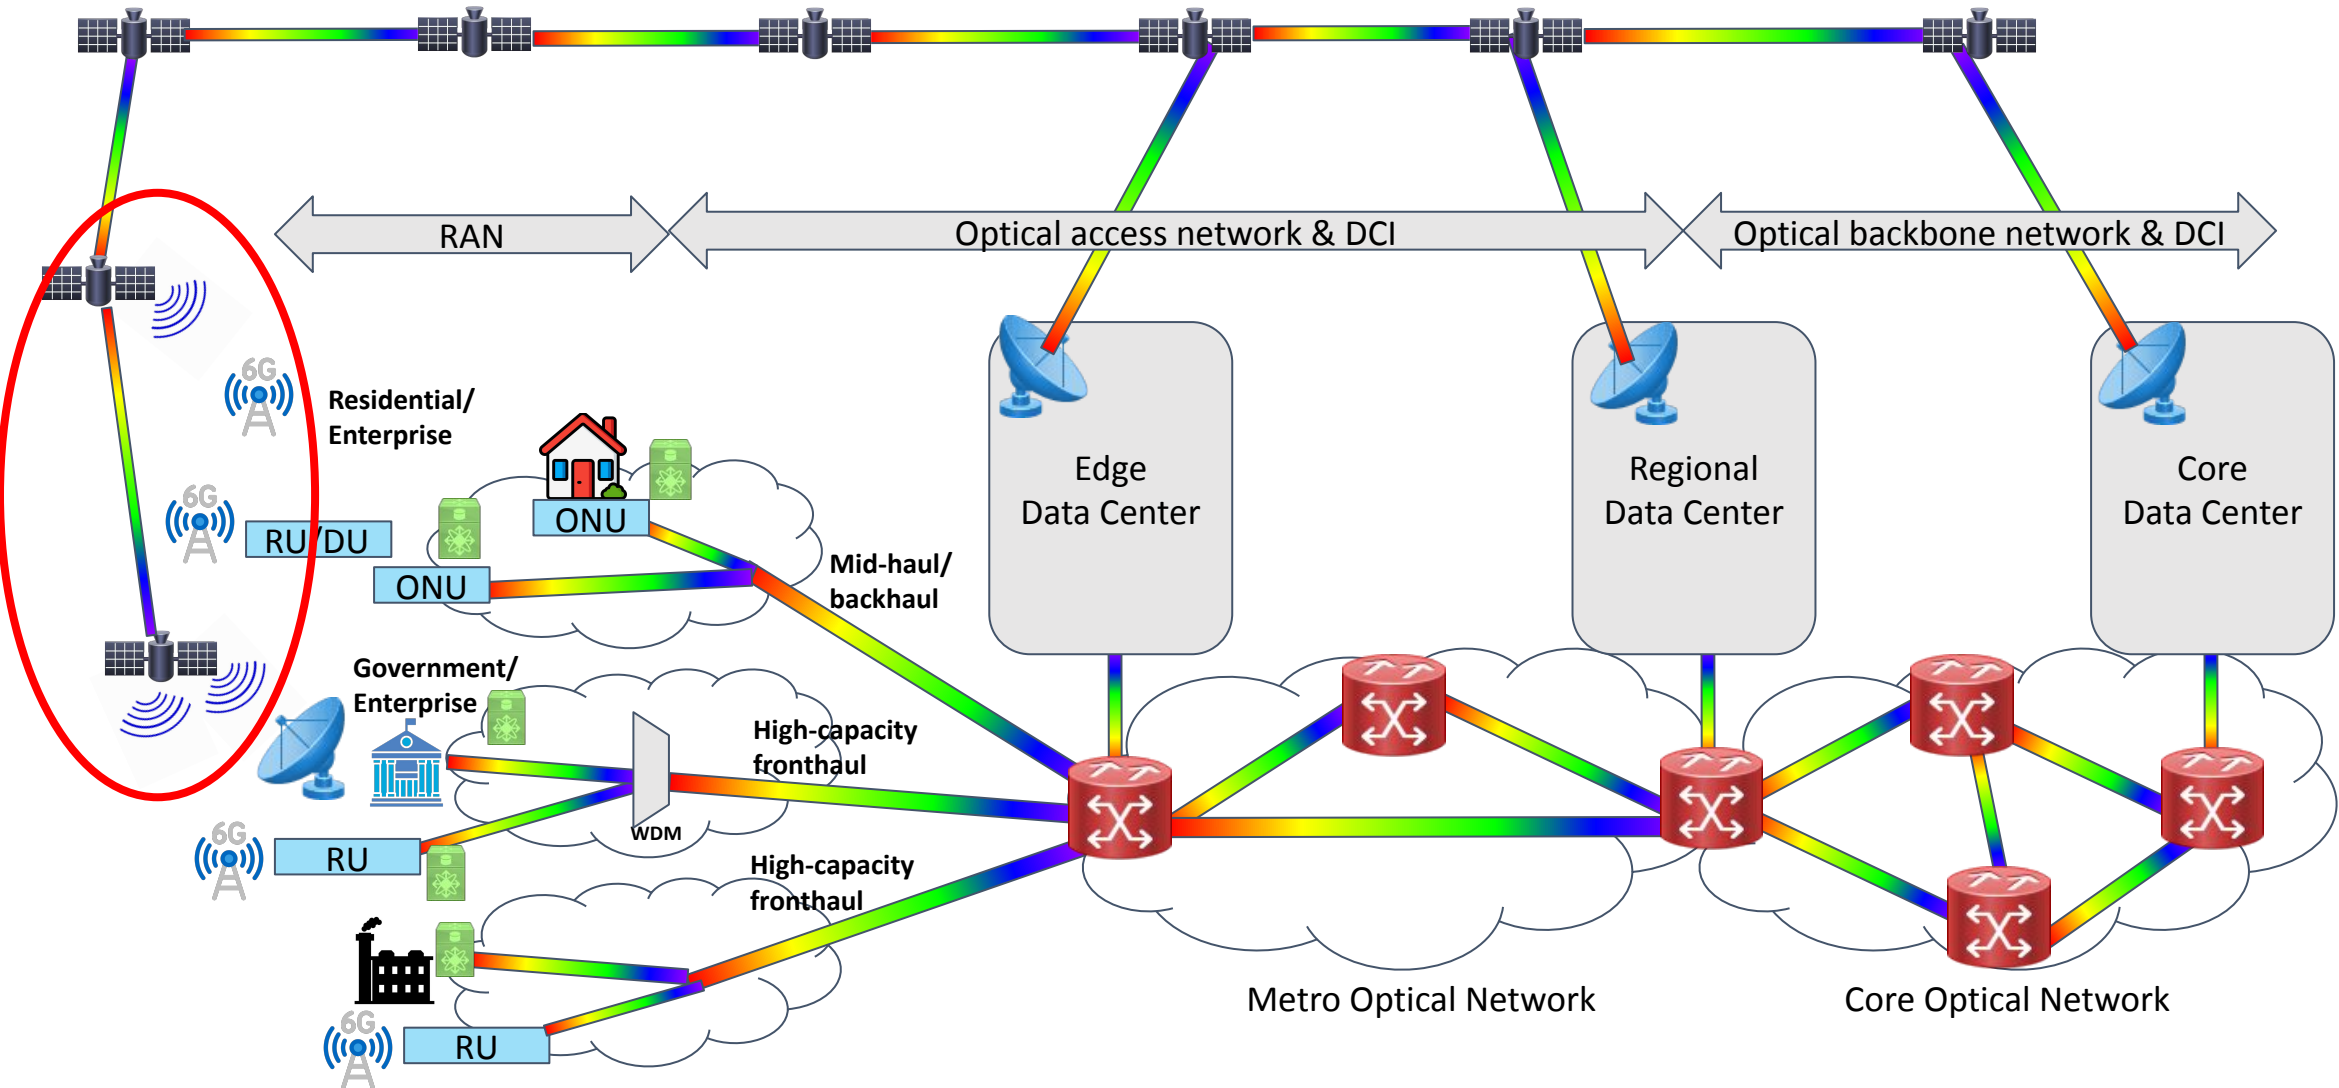 RAN
Optical access network & DCI
Optical backbone network & DCI
6G
Residential/
Enterprise
6G
RU/DU
ONU
ONU
Mid-haul/
backhaul
Edge
Data Center
Regional
Data Center
Core
Data Center
Government/
Enterprise
High-capacity
fronthaul
WDM
6G
RU
High-capacity
fronthaul
6G
RU
Metro Optical Network
Core Optical Network